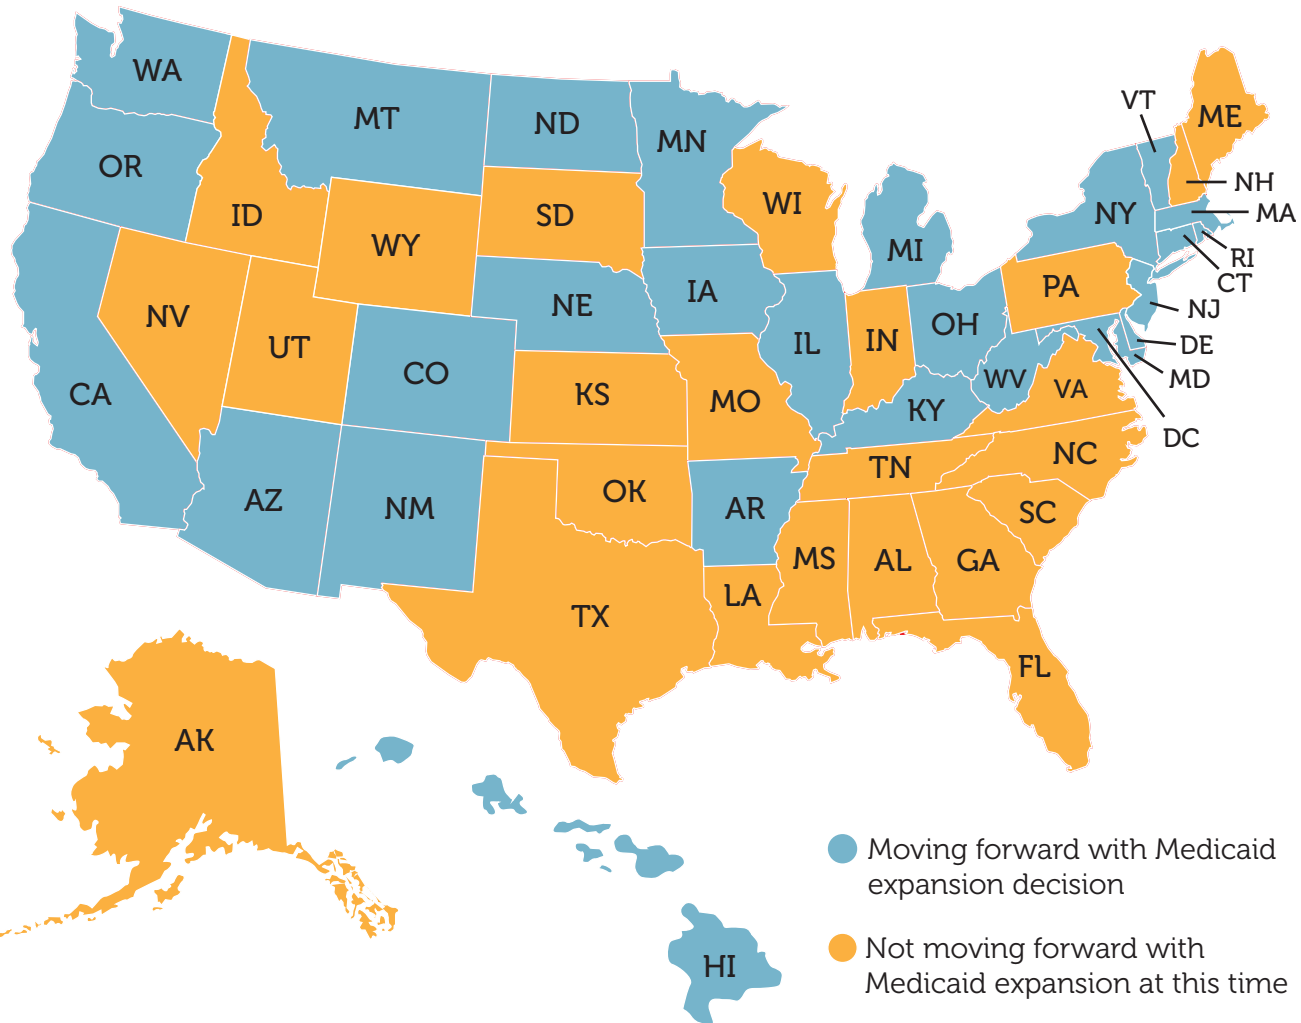 WA
MT
ND
MN
VT
ME
OR
ID
WY
SD
WI
MI
NY
NH
MA
RI
CT
NV
UT
CO
NE
IA
IL
IN
OH
PA
NJ
DE
MD
DC
CA
KS
MO
KY
WV
VA
AZ
NM
OK
AR
TN
NC
SC
TX
LA
MS
AL
GA
FL
AK
HI
Moving forward with Medicaid
expansion decision
Not moving forward with
Medicaid expansion at this time